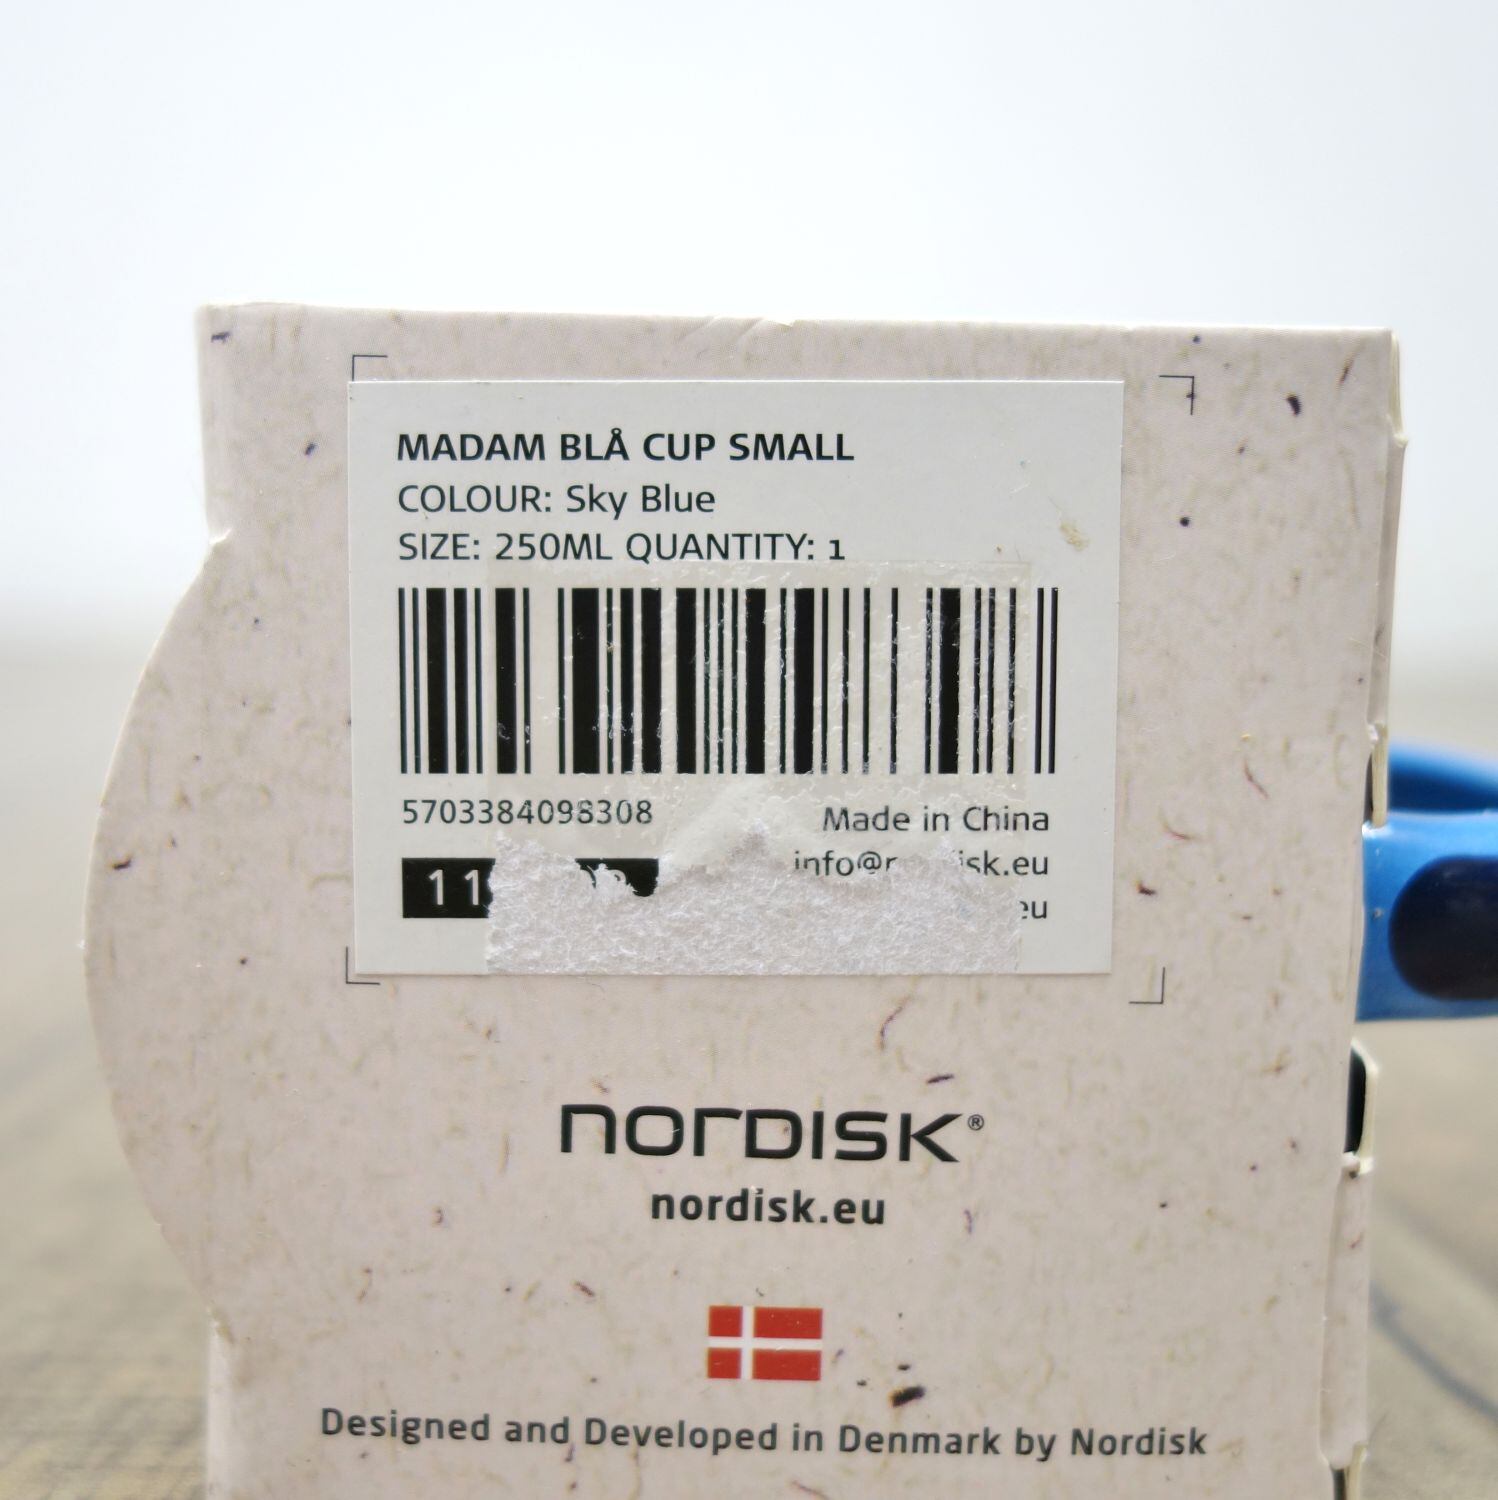 MADAM BLÅ CUP SMALL
COLOUR: Sky Blue
SIZE: 250ML QUANTITY: 1
5703384098308
Made in China
nordisk®
nordisk.eu
Designed and Developed in Denmark by Nordisk